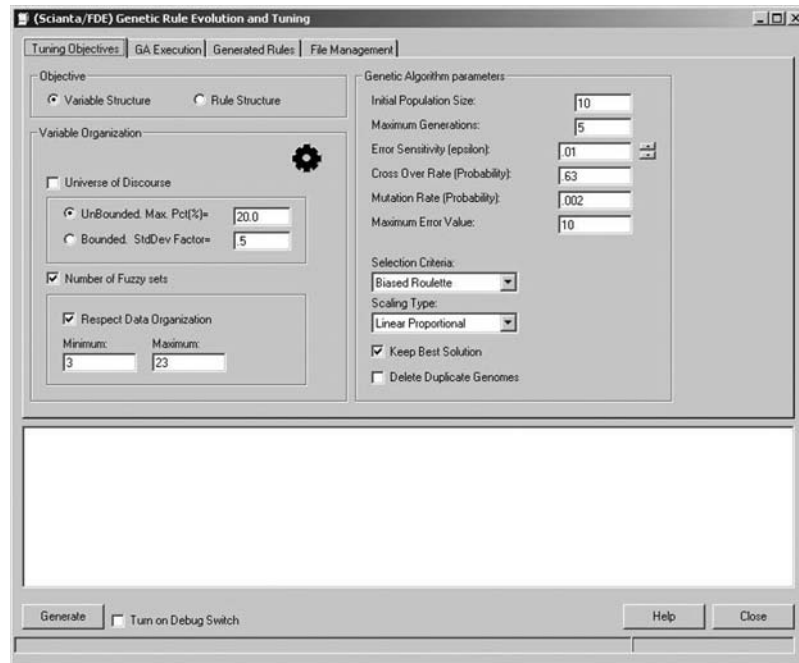 (Scianta/FDE) Genetic Rule Evolution and Tuning
Tuning Objectives GA Execution Generated Rules File Management
Objective
Variable Structure Rule Structure
Variable Organization
Universe of Discourse
UnBounded. Max. Pct(%)= 20.0
Bounded. StdDev Factor= .5
Number of Fuzzy sets
Respect Data Organization
Minimum: Maximum:
3 23
Genetic Algorithm parameters
Initial Population Size: 10
Maximum Generations: 5
Error Sensitivity (epsilon): .01
Cross Over Rate (Probability): .63
Mutation Rate (Probability): .002
Maximum Error Value: 10
Selection Criteria:
Biased Roulette
Scaling Type:
Linear Proportional
Keep Best Solution
Delete Duplicate Genomes
Generate Turn on Debug Switch Help Close